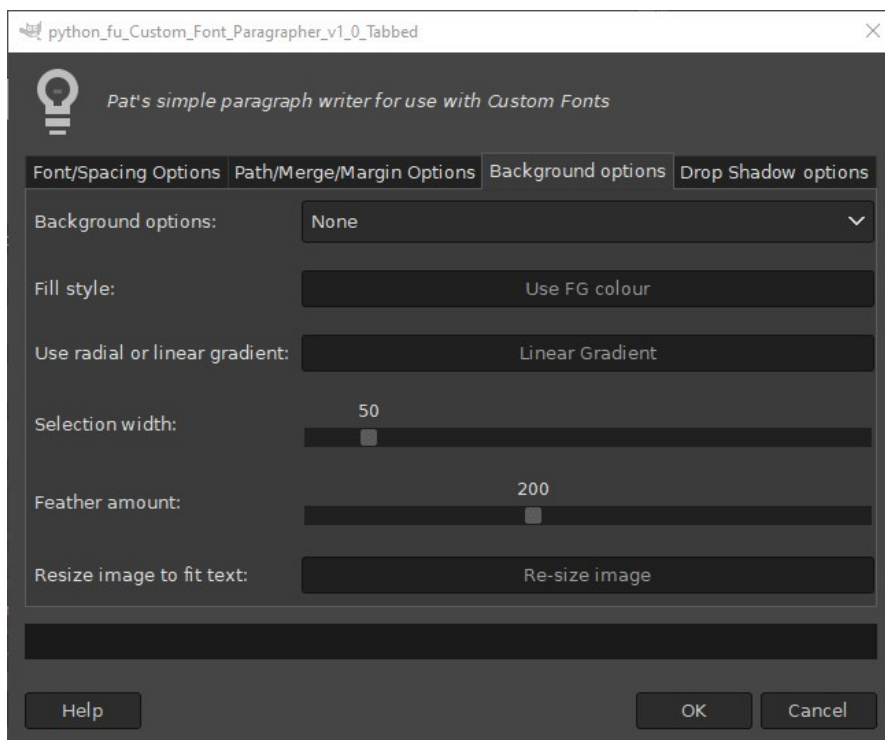 python_fu_Custom_Font_Paragrapher_v1_0_Tabbed
Pat's simple paragraph writer for use with Custom Fonts
Font/Spacing Options Path/Merge/Margin Options Background options Drop Shadow options
Background options: None
Fill style: Use FG colour
Use radial or linear gradient: Linear Gradient
50
Selection width:
200
Feather amount:
Resize image to fit text: Re-size image
Help OK Cancel